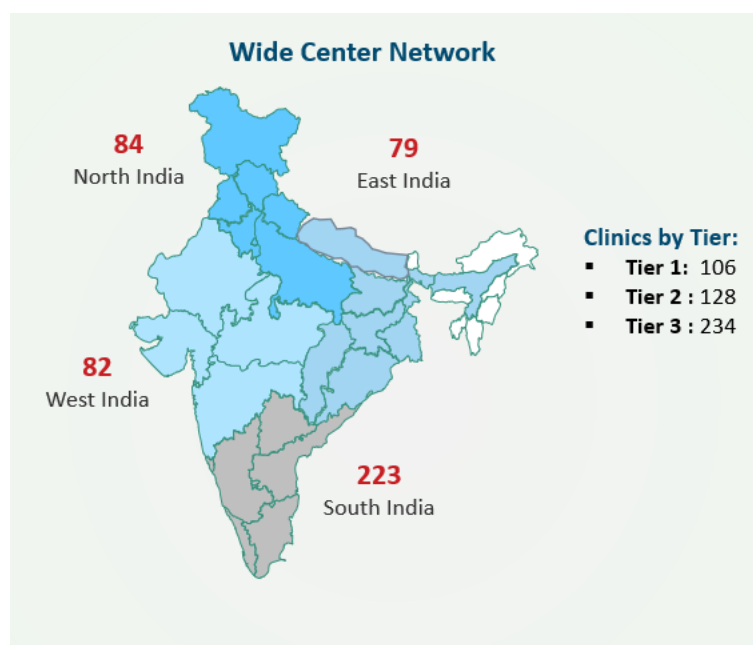 Wide Center Network
84
North India
79
East India
Clinics by Tier:
▪ Tier 1: 106
▪ Tier 2 : 128
▪ Tier 3 : 234
82
West India
223
South India